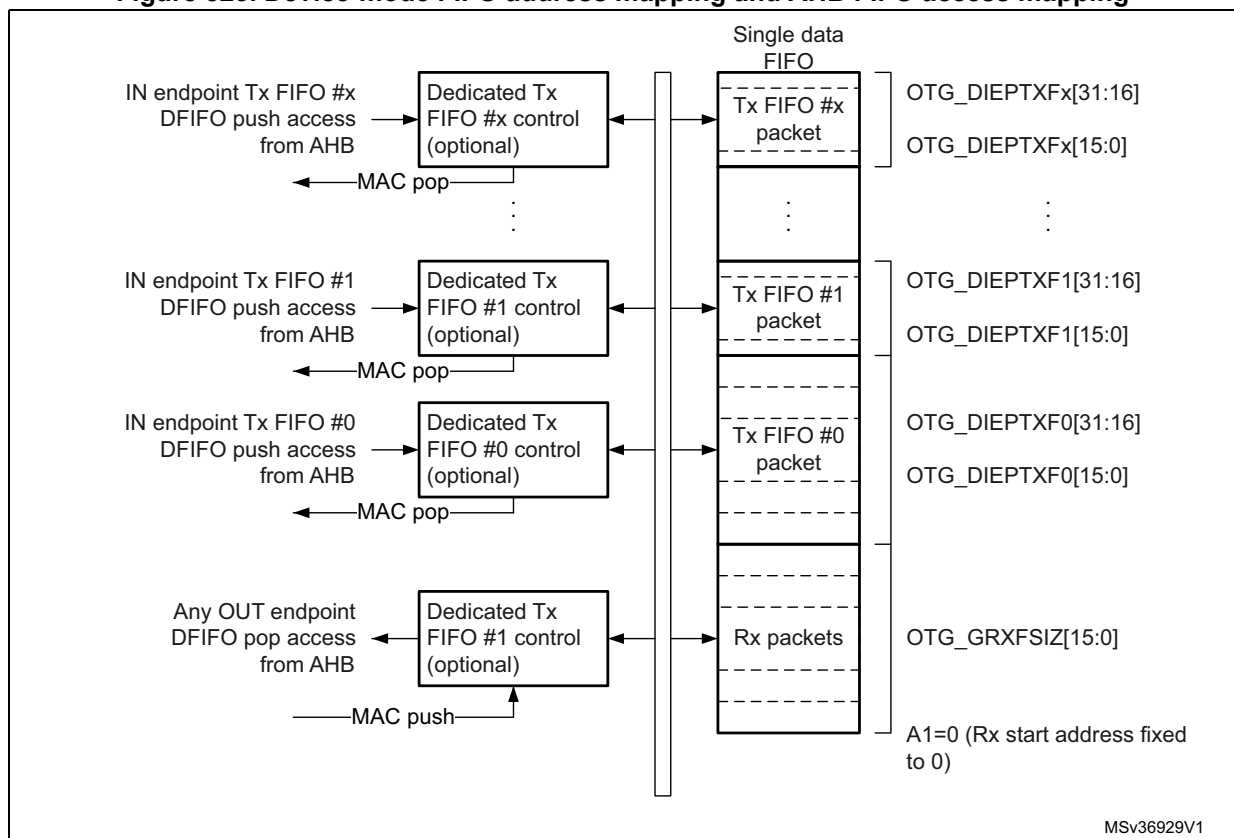 Single data
FIFO
IN endpoint Tx FIFO #x
DFIFO push access
from AHB
Dedicated Tx
FIFO #x control
(optional)
Tx FIFO #x
packet
OTG_DIEPTXFx[31:16]
OTG_DIEPTXFx[15:0]
MAC pop
IN endpoint Tx FIFO #1
DFIFO push access
from AHB
Dedicated Tx
FIFO #1 control
(optional)
Tx FIFO #1
packet
OTG_DIEPTXF1[31:16]
OTG_DIEPTXF1[15:0]
MAC pop
IN endpoint Tx FIFO #0
DFIFO push access
from AHB
Dedicated Tx
FIFO #0 control
(optional)
Tx FIFO #0
packet
OTG_DIEPTXF0[31:16]
OTG_DIEPTXF0[15:0]
MAC pop
Any OUT endpoint
DFIFO pop access
from AHB
Dedicated Tx
FIFO #1 control
(optional)
Rx packets
OTG_GRXFSIZ[15:0]
MAC push
A1=0 (Rx start address fixed
to 0)
MSv36929V1